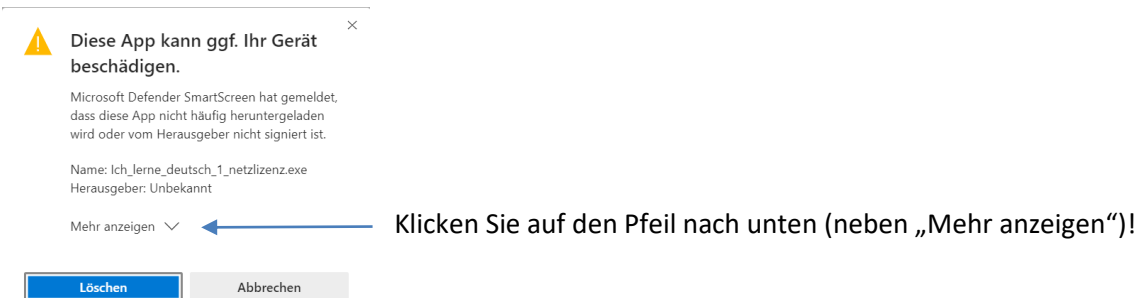 Diese App kann ggf. Ihr Gerät
beschädigen.
Microsoft Defender SmartScreen hat gemeldet,
dass diese App nicht häufig heruntergeladen
wird oder vom Herausgeber nicht signiert ist.
Name: Ich_lerne_deutsch_1_netzlizenz.exe
Herausgeber: Unbekannt
Mehr anzeigen
Klicken Sie auf den Pfeil nach unten (neben „Mehr anzeigen“)!
Löschen
Abbrechen